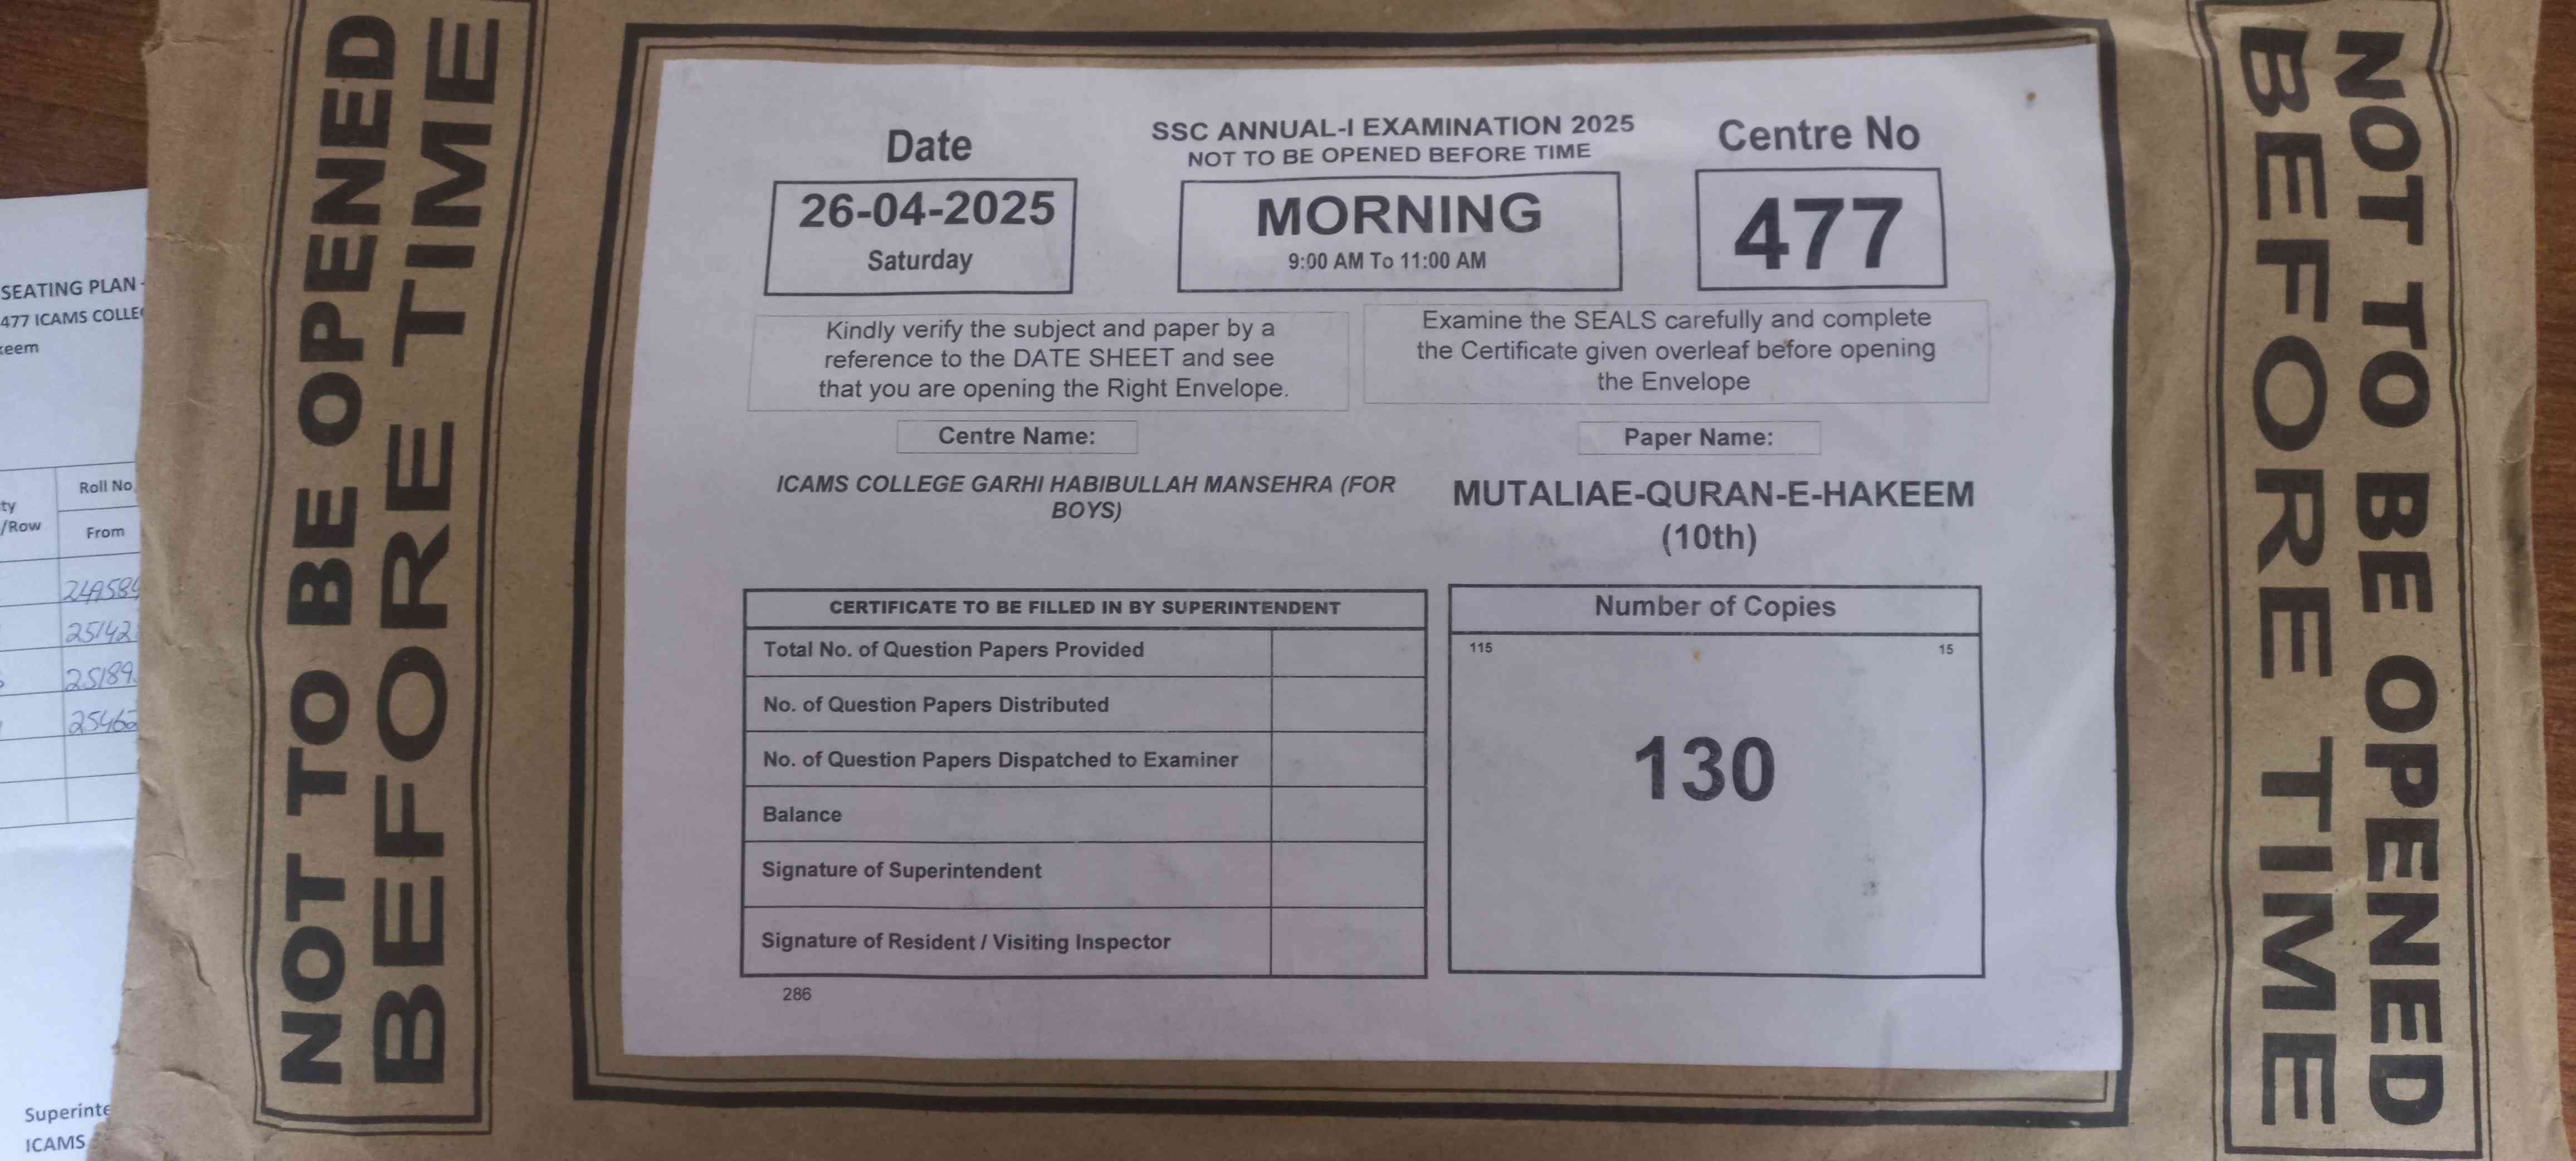 NOT TO BE OPENED
BEFORE TIME
SSC ANNUAL-I EXAMINATION 2025
NOT TO BE OPENED BEFORE TIME
Date
26-04-2025
Saturday
MORNING
9:00 AM To 11:00 AM
Centre No
477
Kindly verify the subject and paper by a
reference to the DATE SHEET and see
that you are opening the Right Envelope.
Examine the SEALS carefully and complete
the Certificate given overleaf before opening
the Envelope
Centre Name:
ICAMS COLLEGE GARHI HABIBULLAH MANSEHRA (FOR
BOYS)
Paper Name:
MUTALIAE-QURAN-E-HAKEEM
(10th)
CERTIFICATE TO BE FILLED IN BY SUPERINTENDENT
Total No. of Question Papers Provided
No. of Question Papers Distributed
No. of Question Papers Dispatched to Examiner
Balance
Signature of Superintendent
Signature of Resident / Visiting Inspector
Number of Copies
115 15
130
286
NOT TO BE OPENED
BEFORE TIME
SEATING PLAN -
477 ICAMS
Roll No
/Row
From
ICAMS